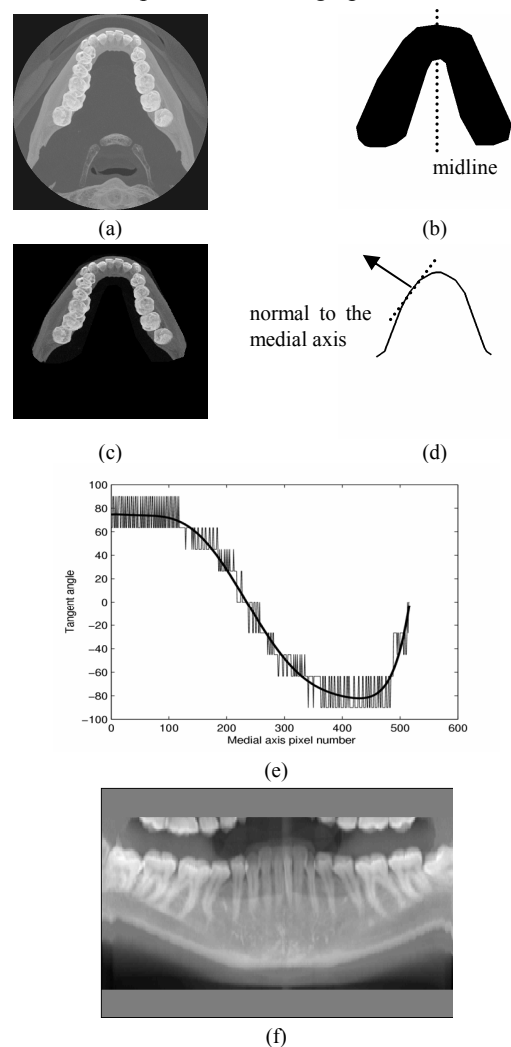 midline
(a)
(b)
normal to the
medial axis
(c)
(d)
100
80
60
40
20
0
−20
−40
−60
−80
−100
Tangent angle
0
100
200
300
400
500
600
Medial axis pixel number
(e)
(f)